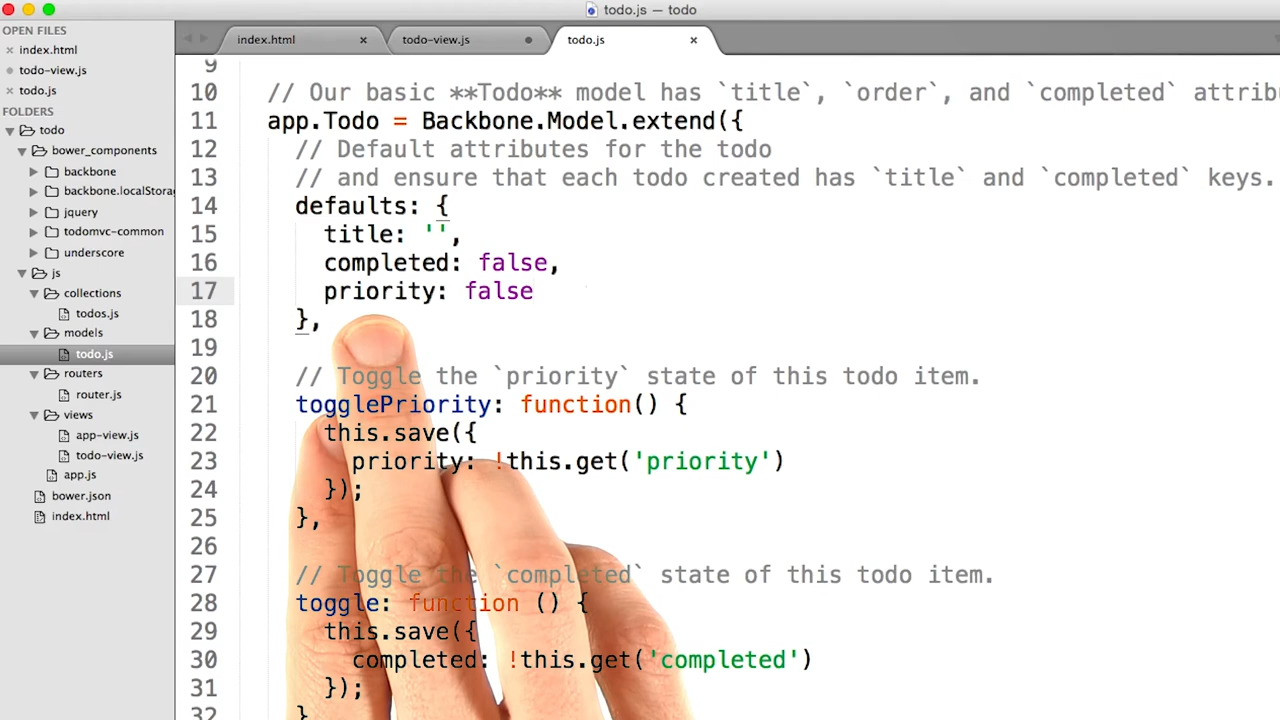 todo.js — todo
OPEN FILES
index.html
todo-view.js
todo.js
FOLDERS
todo
bower_components
backbone
backbone.localStora
jquery
todomvc-common
underscore
js
collections
todos.js
models
todo.js
routers
router.js
views
app-view.js
todo-view.js
app.js
bower.json
index.html
index.html
todo-view.js
todo.js
9
10 // Our basic **Todo** model has `title`, `order`, and `completed` attribu
11 app.Todo = Backbone.Model.extend({
12 // Default attributes for the todo
13 // and ensure that each todo created has `title` and `completed` keys.
14 defaults: {
15 title: '',
16 completed: false,
17 priority: false
18 },
19
20 // Toggle the `priority` state of this todo item.
21 togglePriority: function() {
22 this.save({
23 priority: !this.get('priority')
24 });
25 },
26
27 // Toggle the `completed` state of this todo item.
28 toggle: function () {
29 this.save({
30 completed: !this.get('completed')
31 });
32 }